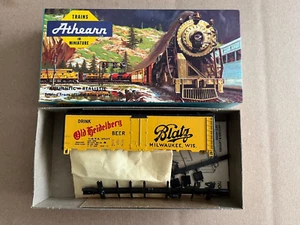 TRAINS
Athearn
IN
MINIATURE
DRINK
Old Heidelberg
BEER
Blatz
MILWAUKEE, WIS.